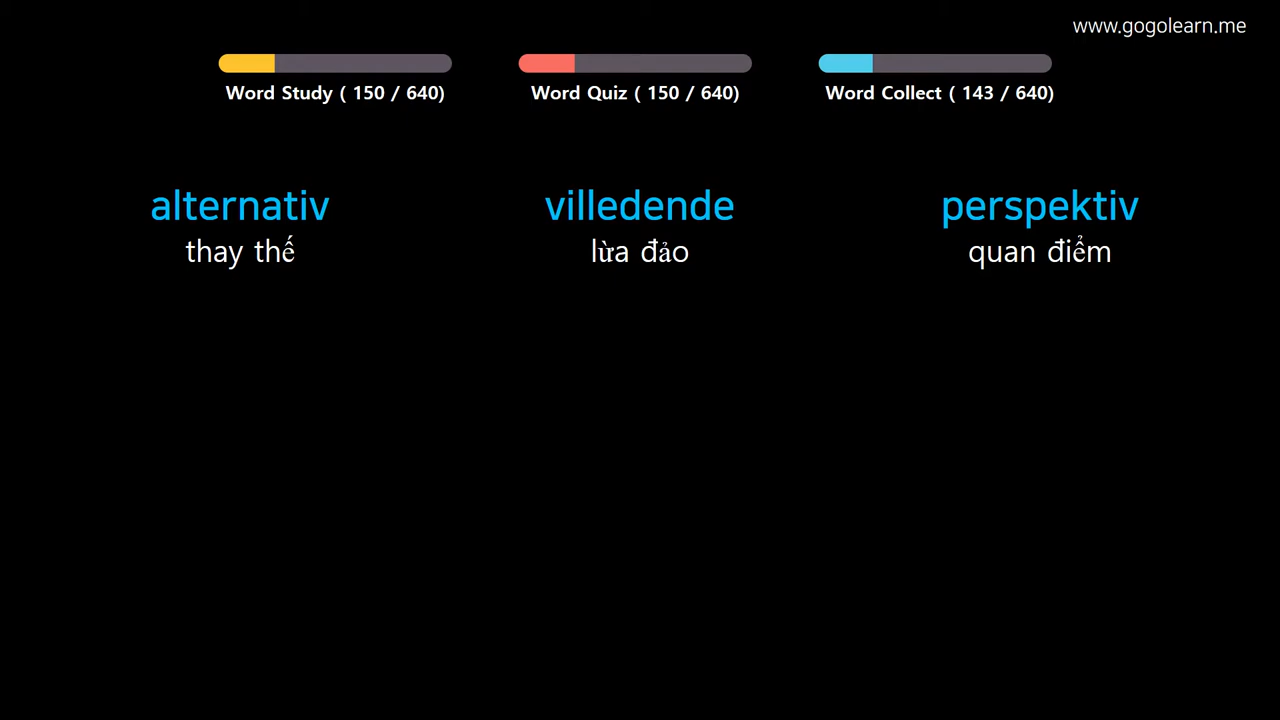 www.gogolearn.me
Word Study ( 150 / 640)
Word Quiz ( 150 / 640)
Word Collect ( 143 / 640)
alternativ
thay thế
villedende
lừa đảo
perspektiv
quan điểm